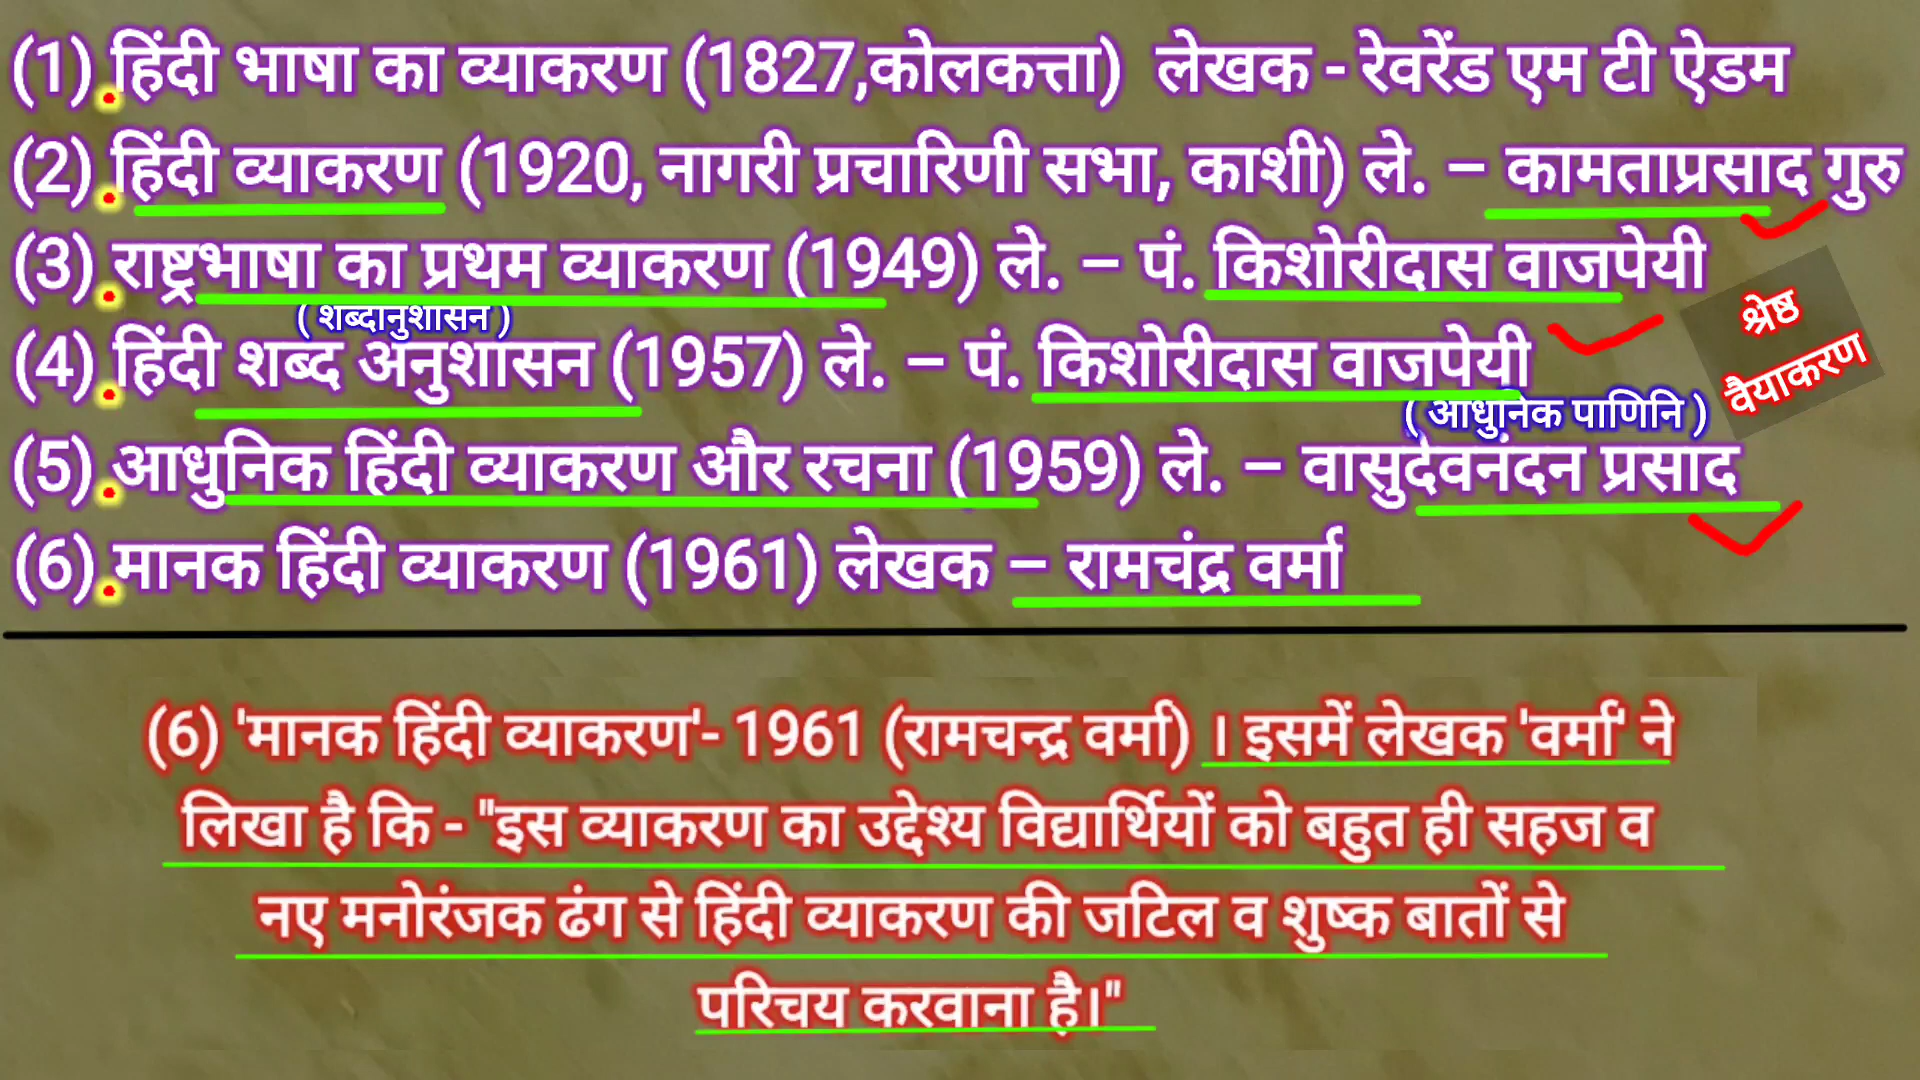 (1) हिंदी भाषा का व्याकरण (1827,कोलकत्ता) लेखक - रेवरेंड एम टी ऐडम
(2) हिंदी व्याकरण (1920, नागरी प्रचारिणी सभा, काशी) ले. – कामताप्रसाद गुरु
(3) राष्ट्रभाषा का प्रथम व्याकरण (1949) ले. – पं. किशोरीदास वाजपेयी
( शब्दानुशासन )
(4) हिंदी शब्द अनुशासन (1957) ले. – पं. किशोरीदास वाजपेयी
श्रेष्ठ
वैयाकरण
( आधुनिक पाणिनि )
(5) आधुनिक हिंदी व्याकरण और रचना (1959) ले. – वासुदेवनंदन प्रसाद
(6) मानक हिंदी व्याकरण (1961) लेखक – रामचंद्र वर्मा
(6) 'मानक हिंदी व्याकरण'- 1961 (रामचन्द्र वर्मा) । इसमें लेखक 'वर्मा' ने
लिखा है कि - "इस व्याकरण का उद्देश्य विद्यार्थियों को बहुत ही सहज व
नए मनोरंजक ढंग से हिंदी व्याकरण की जटिल व शुष्क बातों से
परिचय करवाना है।"